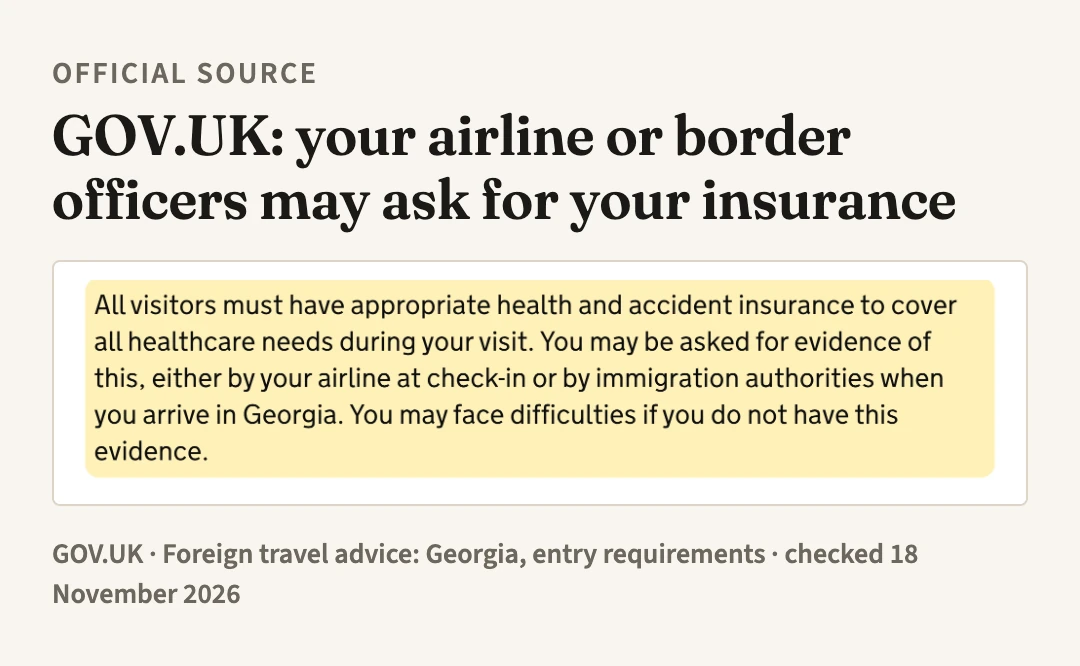 OFFICIAL SOURCE
GOV.UK: your airline or border
officers may ask for your insurance
All visitors must have appropriate health and accident insurance to cover
all healthcare needs during your visit. You may be asked for evidence of
this, either by your airline at check-in or by immigration authorities when
you arrive in Georgia. You may face difficulties if you do not have this
evidence.
GOV.UK · Foreign travel advice: Georgia, entry requirements · checked 18
November 2026